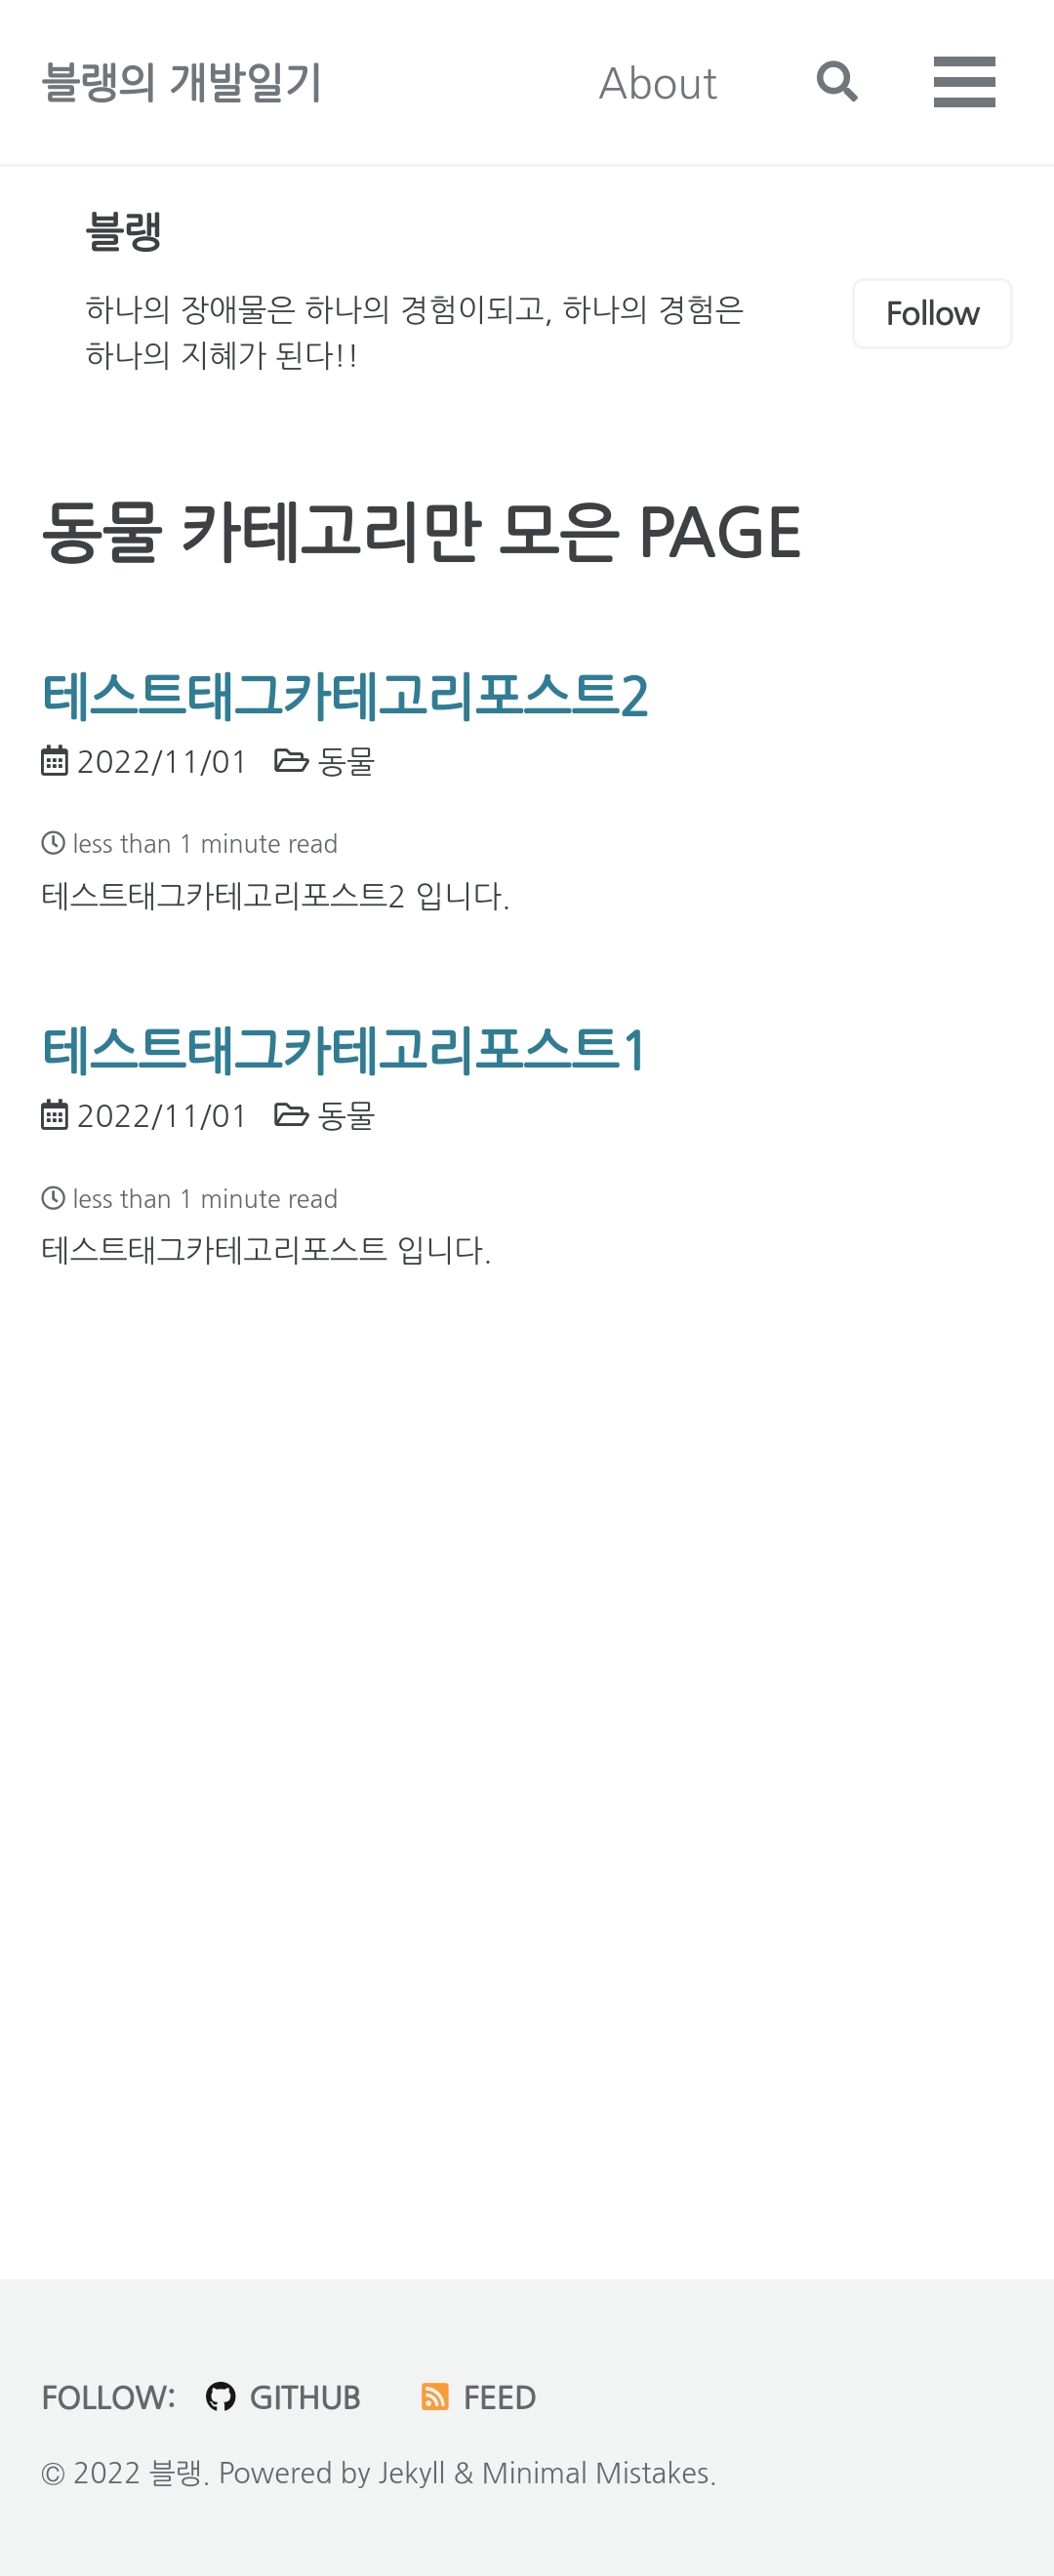 블랭의 개발일기 About
블랭
하나의 장애물은 하나의 경험이되고, 하나의 경험은
하나의 지혜가 된다!!
Follow
동물 카테고리만 모은 PAGE
테스트태그카테고리포스트2
2022/11/01 동물
less than 1 minute read
테스트태그카테고리포스트2 입니다.
테스트태그카테고리포스트1
2022/11/01 동물
less than 1 minute read
테스트태그카테고리포스트 입니다.
FOLLOW: GITHUB FEED
© 2022 블랭. Powered by Jekyll & Minimal Mistakes.